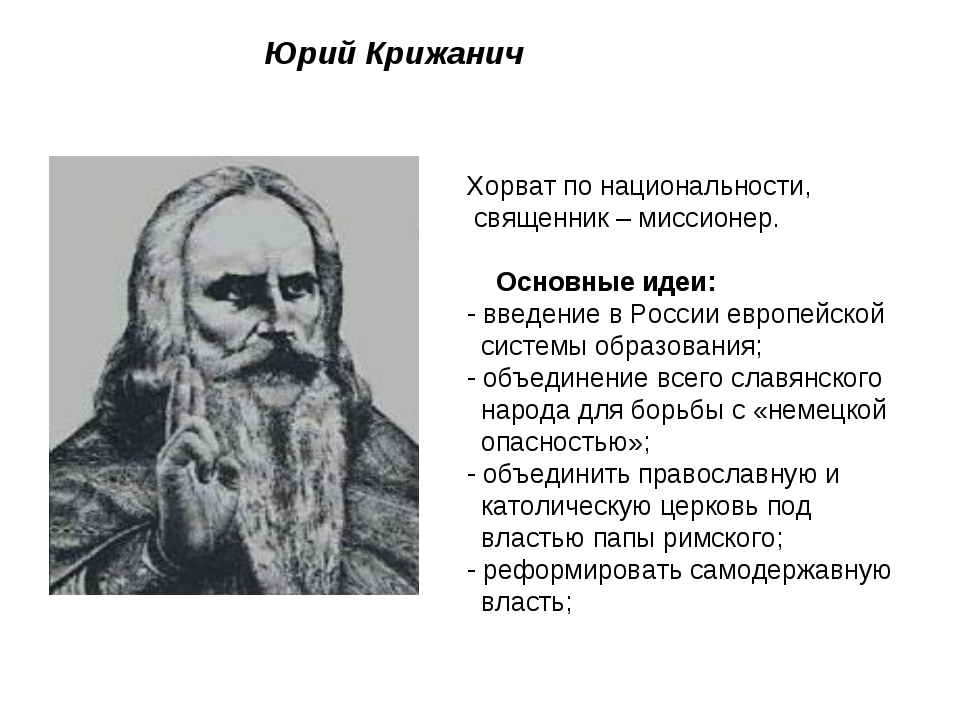 Юрий Крижанич
Хорват по национальности,
священник – миссионер.
Основные идеи:
- введение в России европейской
системы образования;
- объединение всего славянского
народа для борьбы с «немецкой
опасностью»;
- объединить православную и
католическую церковь под
властью папы римского;
- реформировать самодержавную
власть;